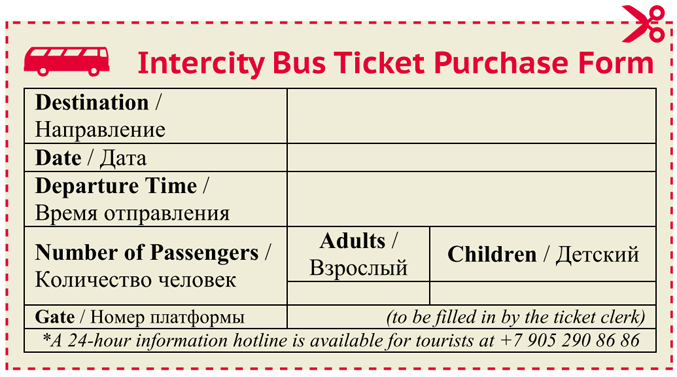 Intercity Bus Ticket Purchase Form
Destination /
Направление
Date / Дата
Departure Time /
Время отправления
Number of Passengers /
Количество человек
Adults /
Взрослый
Children / Детский
Gate / Номер платформы
(to be filled in by the ticket clerk)
*A 24-hour information hotline is available for tourists at +7 905 290 86 86